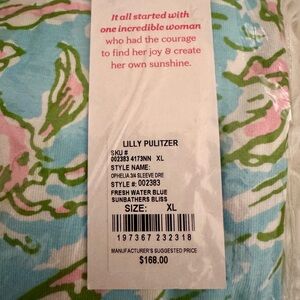 It all started with
one incredible woman
who had the courage
to find her joy & create
her own sunshine.
LILLY PULITZER
SKU #
002383 4173NN XL
STYLE NAME:
OPHELIA 3/4 SLEEVE DRE
STYLE #: 002383
FRESH WATER BLUE
SUNBATHERS BLISS
SIZE: XL
197367 232318
MANUFACTURER'S SUGGESTED PRICE
$168.00